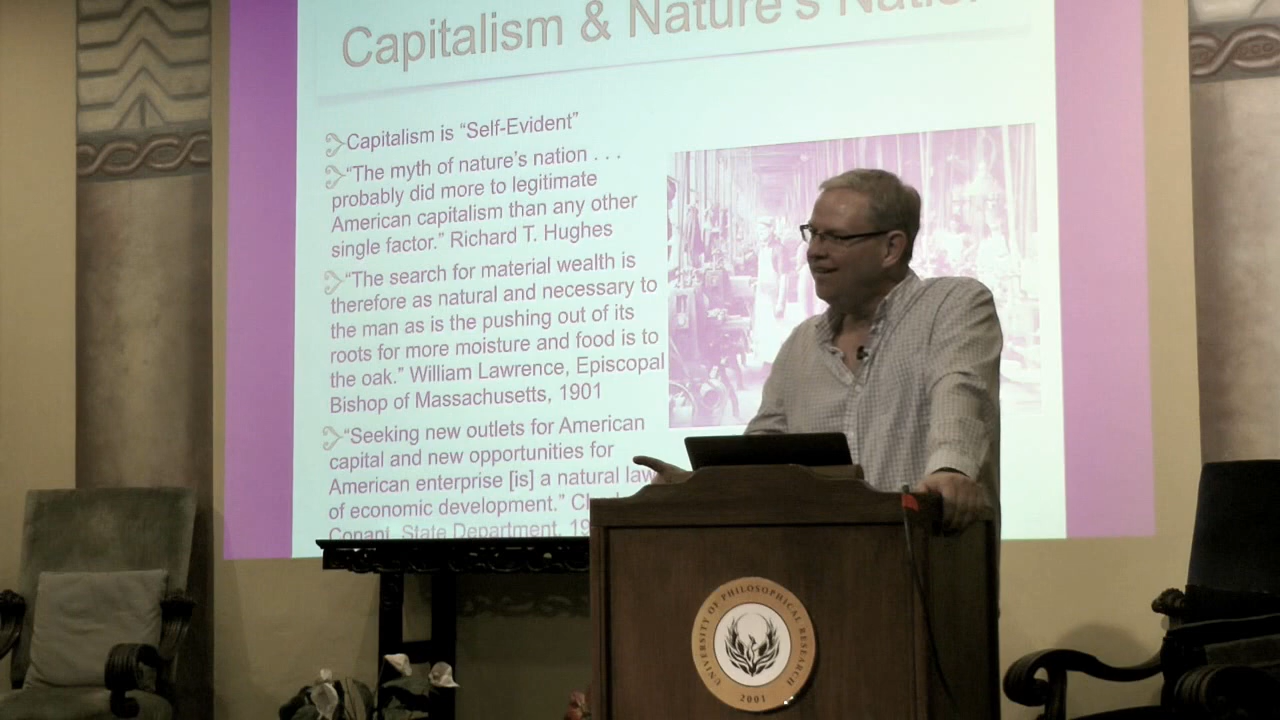 Capitalism & Nature's
Capitalism is "Self-Evident"
"The myth of nature's nation . . .
probably did more to legitimate
American capitalism than any other
single factor." Richard T. Hughes
"The search for material wealth is
therefore as natural and necessary to
the man as is the pushing out of its
roots for more moisture and food is to
the oak." William Lawrence, Episcopal
Bishop of Massachusetts, 1901
"Seeking new outlets for American
capital and new opportunities for
American enterprise [is] a natural law
of economic development."
Conant, State Department,
UNIVERSITY OF PHILOSOPHICAL RESEARCH
2001